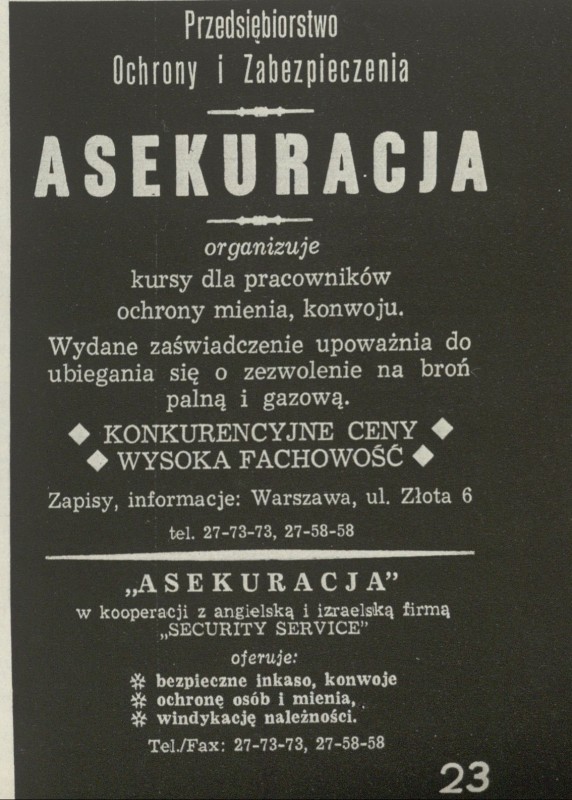 Przedsiębiorstwo
Ochrony i Zabezpieczenia
ASEKURACJA
organizuje
kursy dla pracowników
ochrony mienia, konwoju.
Wydane zaświadczenie upoważnia do
ubiegania się o zezwolenie na broń
palną i gazową.
◆ KONKURENCYJNE CENY ◆
◆ WYSOKA FACHOWOŚĆ ◆
Zapisy, informacje: Warszawa, ul. Złota 6
tel. 27-73-73, 27-58-58
„ASEKURACJA”
w kooperacji z angielską i izraelską firmą
„SECURITY SERVICE”
oferuje:
✲ bezpieczne inkaso, konwoje
✲ ochronę osób i mienia,
✲ windykację należności.
Tel./Fax: 27-73-73, 27-58-58
23